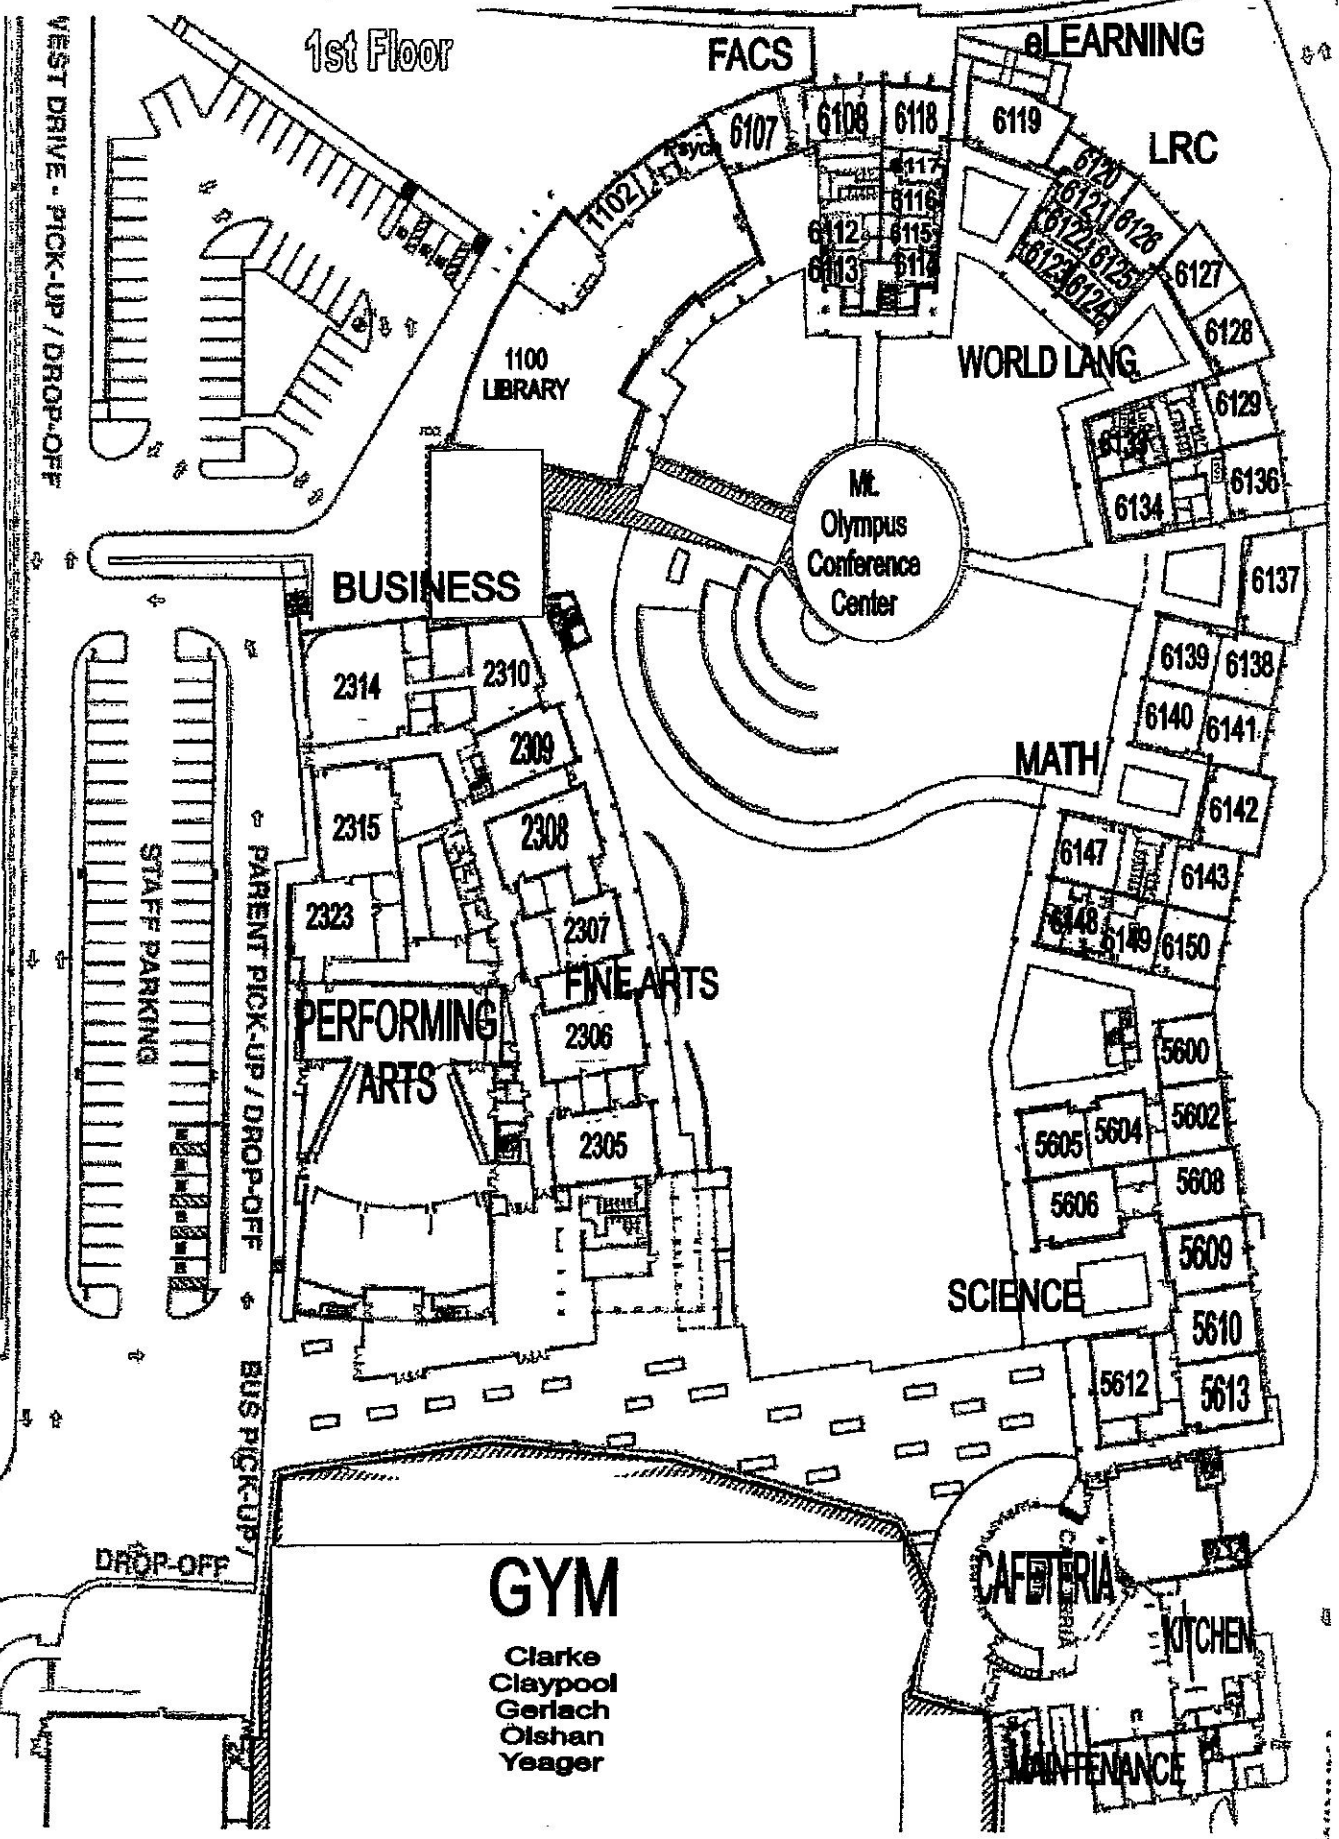 1st Floor
FACS
eLEARNING
LRC
WEST DRIVE - PICK-UP / DROP-OFF
6107
6108
6118
6119
Psych
1102
6117
6116
6115
6114
6112
6113
6120
6121
6122
6123
6124
6125
6126
6127
6128
6129
1100
LIBRARY
WORLD LANG
6133
6134
6136
6137
Mt.
Olympus
Conference
Center
BUSINESS
2314
2310
2309
2315
2308
2323
2307
FINE ARTS
2306
2305
PERFORMING
ARTS
STAFF PARKING
PARENT PICK-UP / DROP-OFF
6139
6138
6140
6141
MATH
6142
6147
6143
6148
6149
6150
5600
5602
5605
5604
5606
5608
5609
SCIENCE
5610
5612
5613
BUS PICK-UP /
DROP-OFF
GYM
Clarke
Claypool
Gerlach
Olshan
Yeager
CAFETERIA
CAFETERIA
KITCHEN
MAINTENANCE